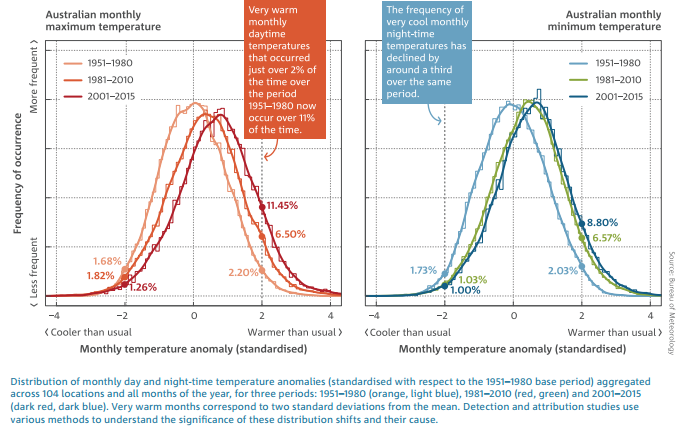 Australian monthly
maximum temperature
1951–1980
1981–2010
2001–2015
Very warm
monthly
daytime
temperatures
that occurred
just over 2% of
the time over
the period
1951–1980 now
occur over 11%
of the time.
Frequency of occurrence
More frequent >
< Less frequent
1.68%
1.82%
1.26%
11.45%
6.50%
2.20%
−4
−2
0
2
4
< Cooler than usual
Warmer than usual >
Monthly temperature anomaly (standardised)
The frequency of
very cool monthly
night-time
temperatures has
declined by
around a third
over the same
period.
Australian monthly
minimum temperature
1951–1980
1981–2010
2001–2015
1.73%
1.03%
1.00%
8.80%
6.57%
2.03%
−4
−2
0
2
4
< Cooler than usual
Warmer than usual >
Monthly temperature anomaly (standardised)
Source: Bureau of Meteorology
Distribution of monthly day and night-time temperature anomalies (standardised with respect to the 1951–1980 base period) aggregated
across 104 locations and all months of the year, for three periods: 1951–1980 (orange, light blue), 1981–2010 (red, green) and 2001–2015
(dark red, dark blue). Very warm months correspond to two standard deviations from the mean. Detection and attribution studies use
various methods to understand the significance of these distribution shifts and their cause.